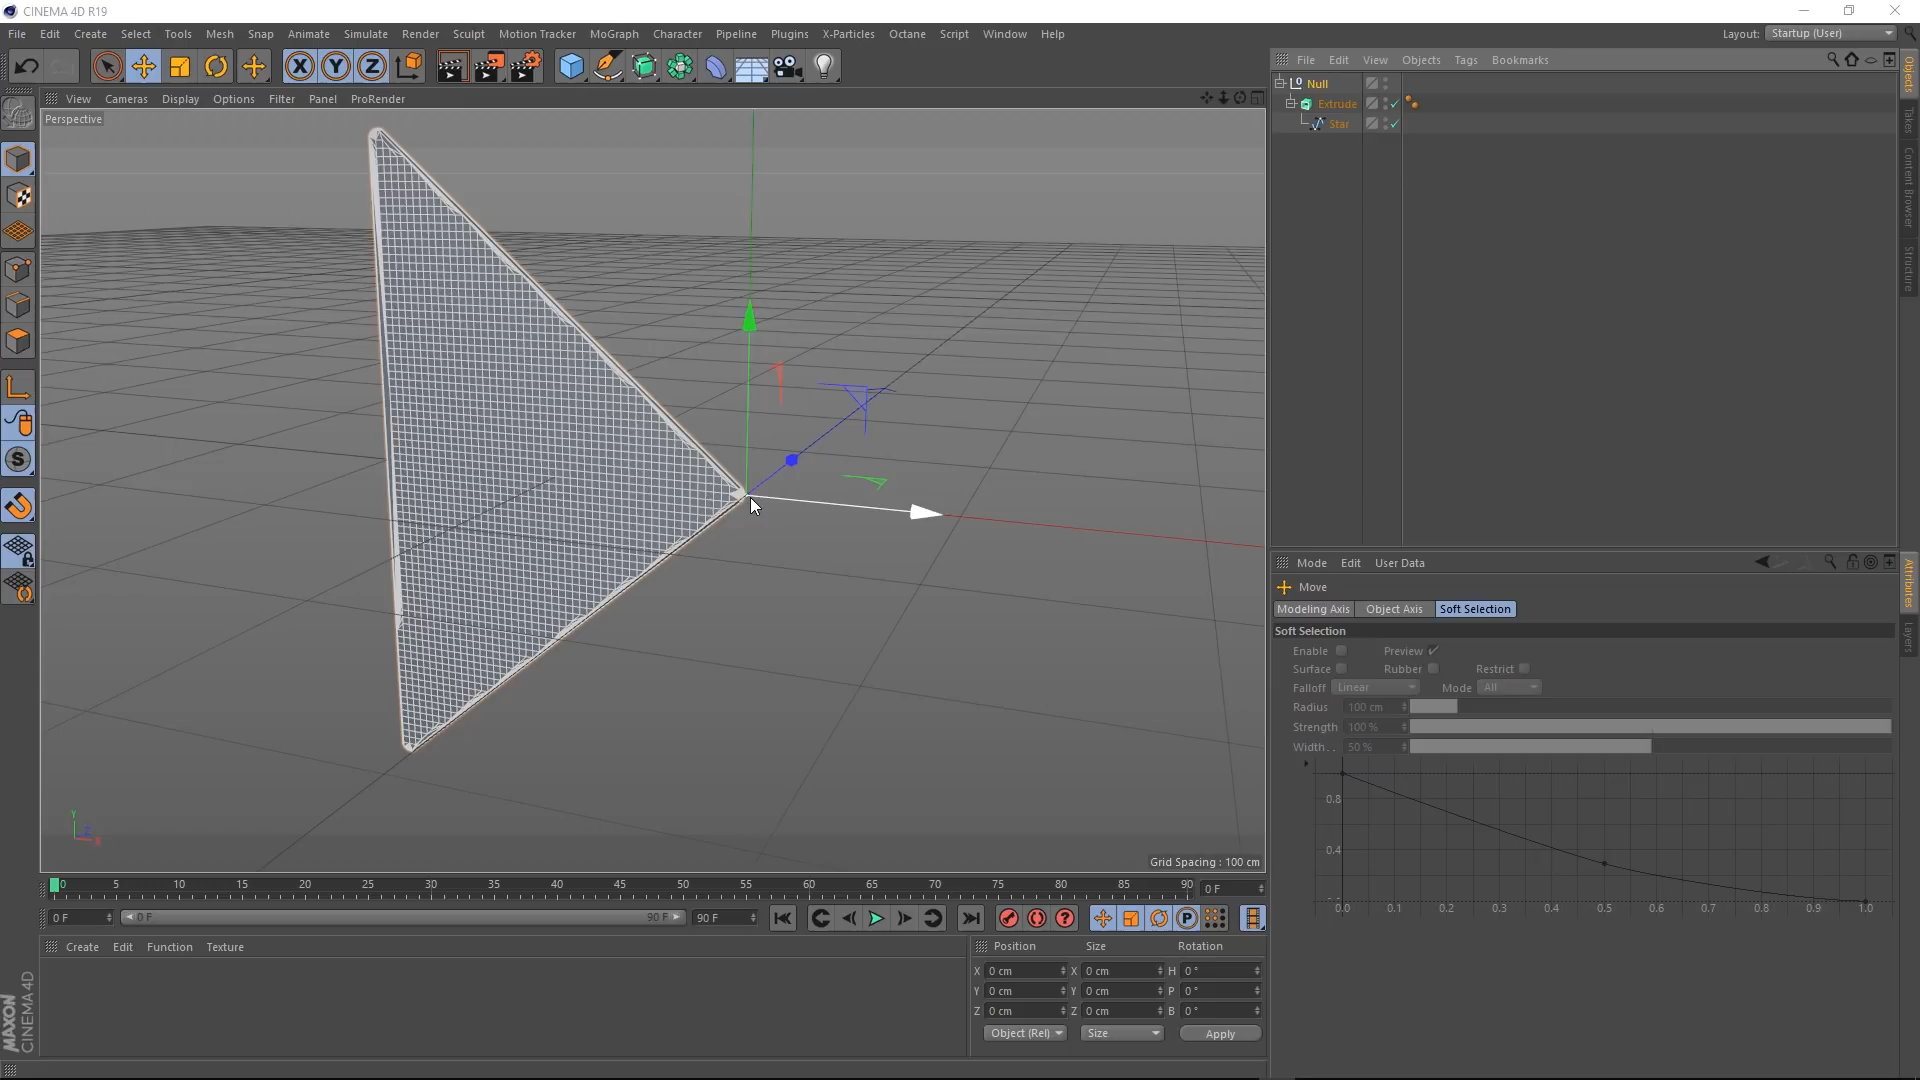 CINEMA 4D R19
File Edit Create Select Tools Mesh Snap Animate Simulate Render Sculpt Motion Tracker MoGraph Character Pipeline Plugins X-Particles Octane Script Window Help
Layout: Startup (User)
X Y Z
File Edit View Objects Tags Bookmarks
Null
Extrude
Star
Objects
Takes
Content Browser
Structure
View Cameras Display Options Filter Panel ProRender
Perspective
S
Y
Z
X
Grid Spacing : 100 cm
Mode Edit User Data
Move
Modeling Axis Object Axis Soft Selection
Soft Selection
Enable Preview
Surface Rubber Restrict
Falloff Linear Mode All
Radius 100 cm
Strength 100 %
Width . . 50 %
0.8
0.4
0.0 0.1 0.2 0.3 0.4 0.5 0.6 0.7 0.8 0.9 1.0
Attributes
Layers
0 5 10 15 20 25 30 35 40 45 50 55 60 65 70 75 80 85 90 0 F
0 F 0 F 90 F 90 F P
Create Edit Function Texture
Position Size Rotation
X 0 cm X 0 cm H 0 °
Y 0 cm Y 0 cm P 0 °
Z 0 cm Z 0 cm B 0 °
Object (Rel) Size Apply
MAXON
CINEMA 4D